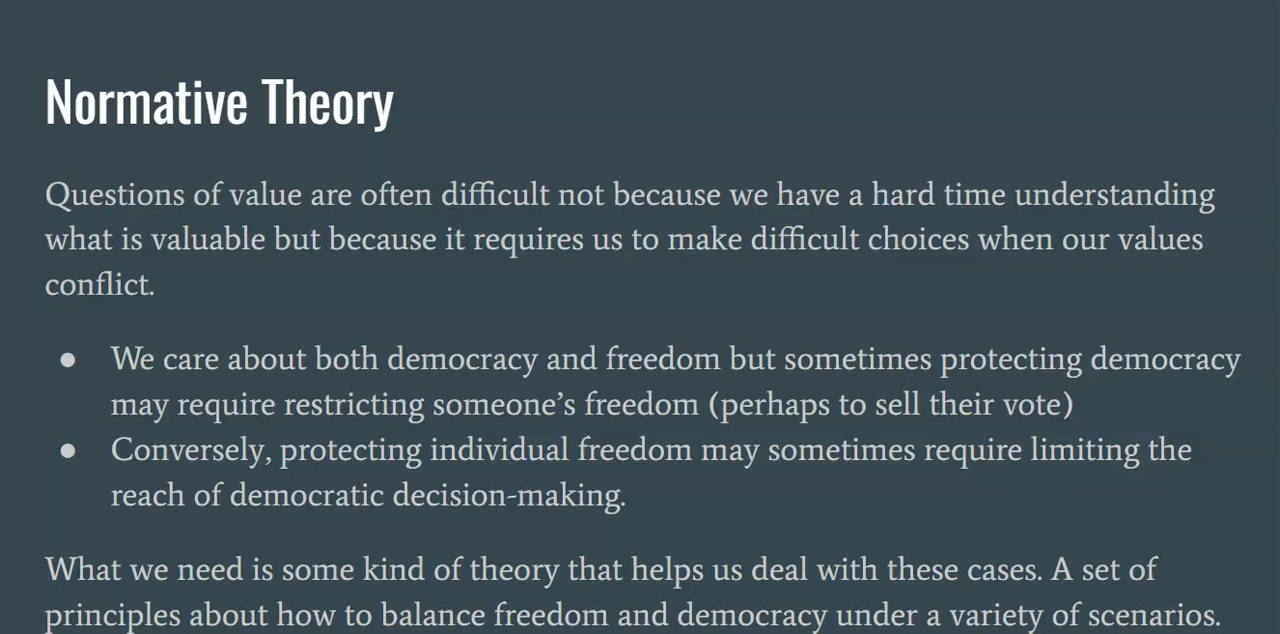 Normative Theory
Questions of value are often difficult not because we have a hard time understanding
what is valuable but because it requires us to make difficult choices when our values
conflict.
● We care about both democracy and freedom but sometimes protecting democracy
may require restricting someone’s freedom (perhaps to sell their vote)
● Conversely, protecting individual freedom may sometimes require limiting the
reach of democratic decision-making.
What we need is some kind of theory that helps us deal with these cases. A set of
principles about how to balance freedom and democracy under a variety of scenarios.